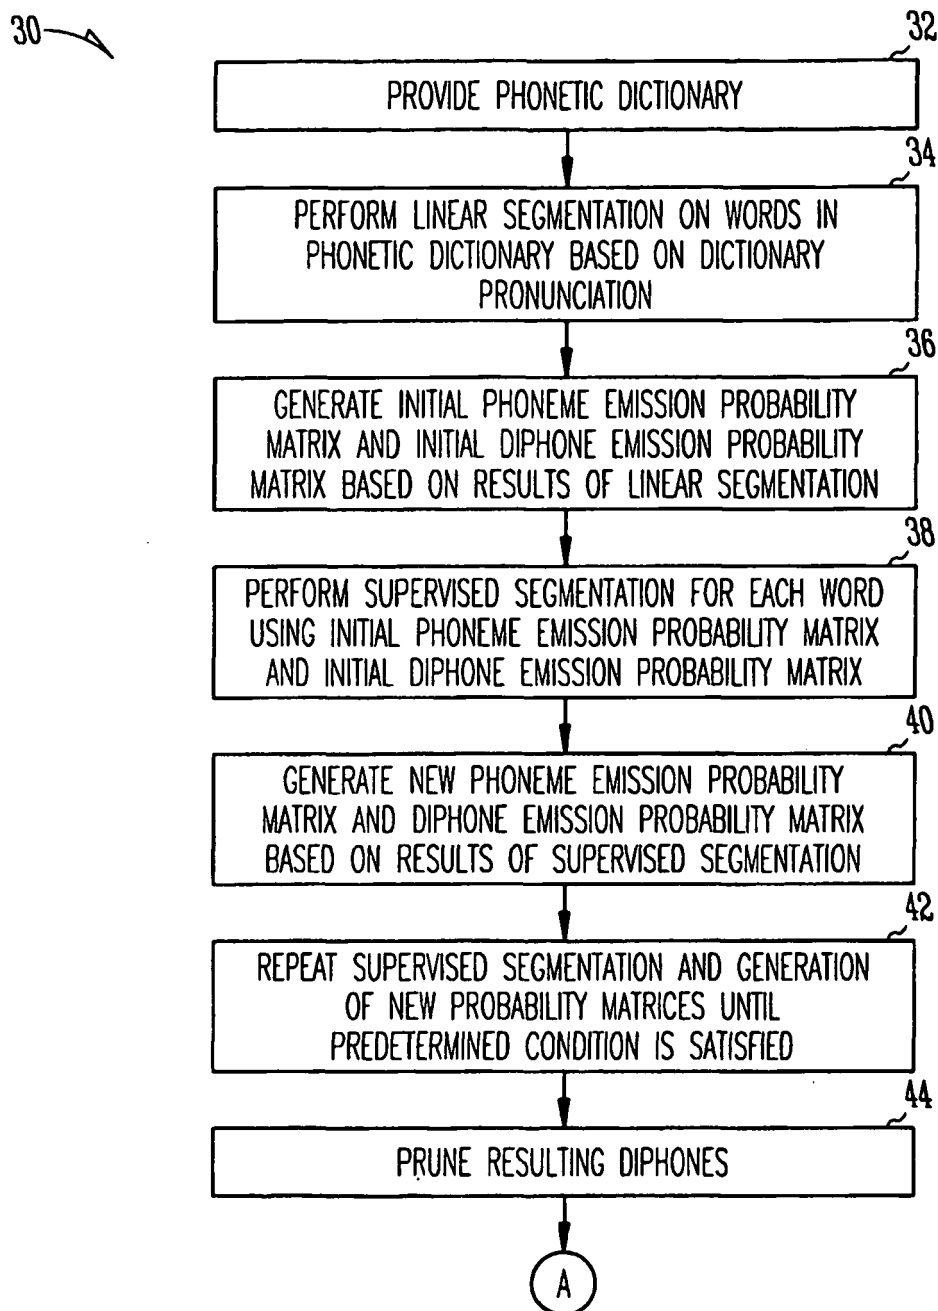 30
32
PROVIDE PHONETIC DICTIONARY
34
PERFORM LINEAR SEGMENTATION ON WORDS IN
PHONETIC DICTIONARY BASED ON DICTIONARY
PRONUNCIATION
36
GENERATE INITIAL PHONEME EMISSION PROBABILITY
MATRIX AND INITIAL DIPHONE EMISSION PROBABILITY
MATRIX BASED ON RESULTS OF LINEAR SEGMENTATION
38
PERFORM SUPERVISED SEGMENTATION FOR EACH WORD
USING INITIAL PHONEME EMISSION PROBABILITY MATRIX
AND INITIAL DIPHONE EMISSION PROBABILITY MATRIX
40
GENERATE NEW PHONEME EMISSION PROBABILITY
MATRIX AND DIPHONE EMISSION PROBABILITY MATRIX
BASED ON RESULTS OF SUPERVISED SEGMENTATION
42
REPEAT SUPERVISED SEGMENTATION AND GENERATION
OF NEW PROBABILITY MATRICES UNTIL
PREDETERMINED CONDITION IS SATISFIED
44
PRUNE RESULTING DIPHONES
A